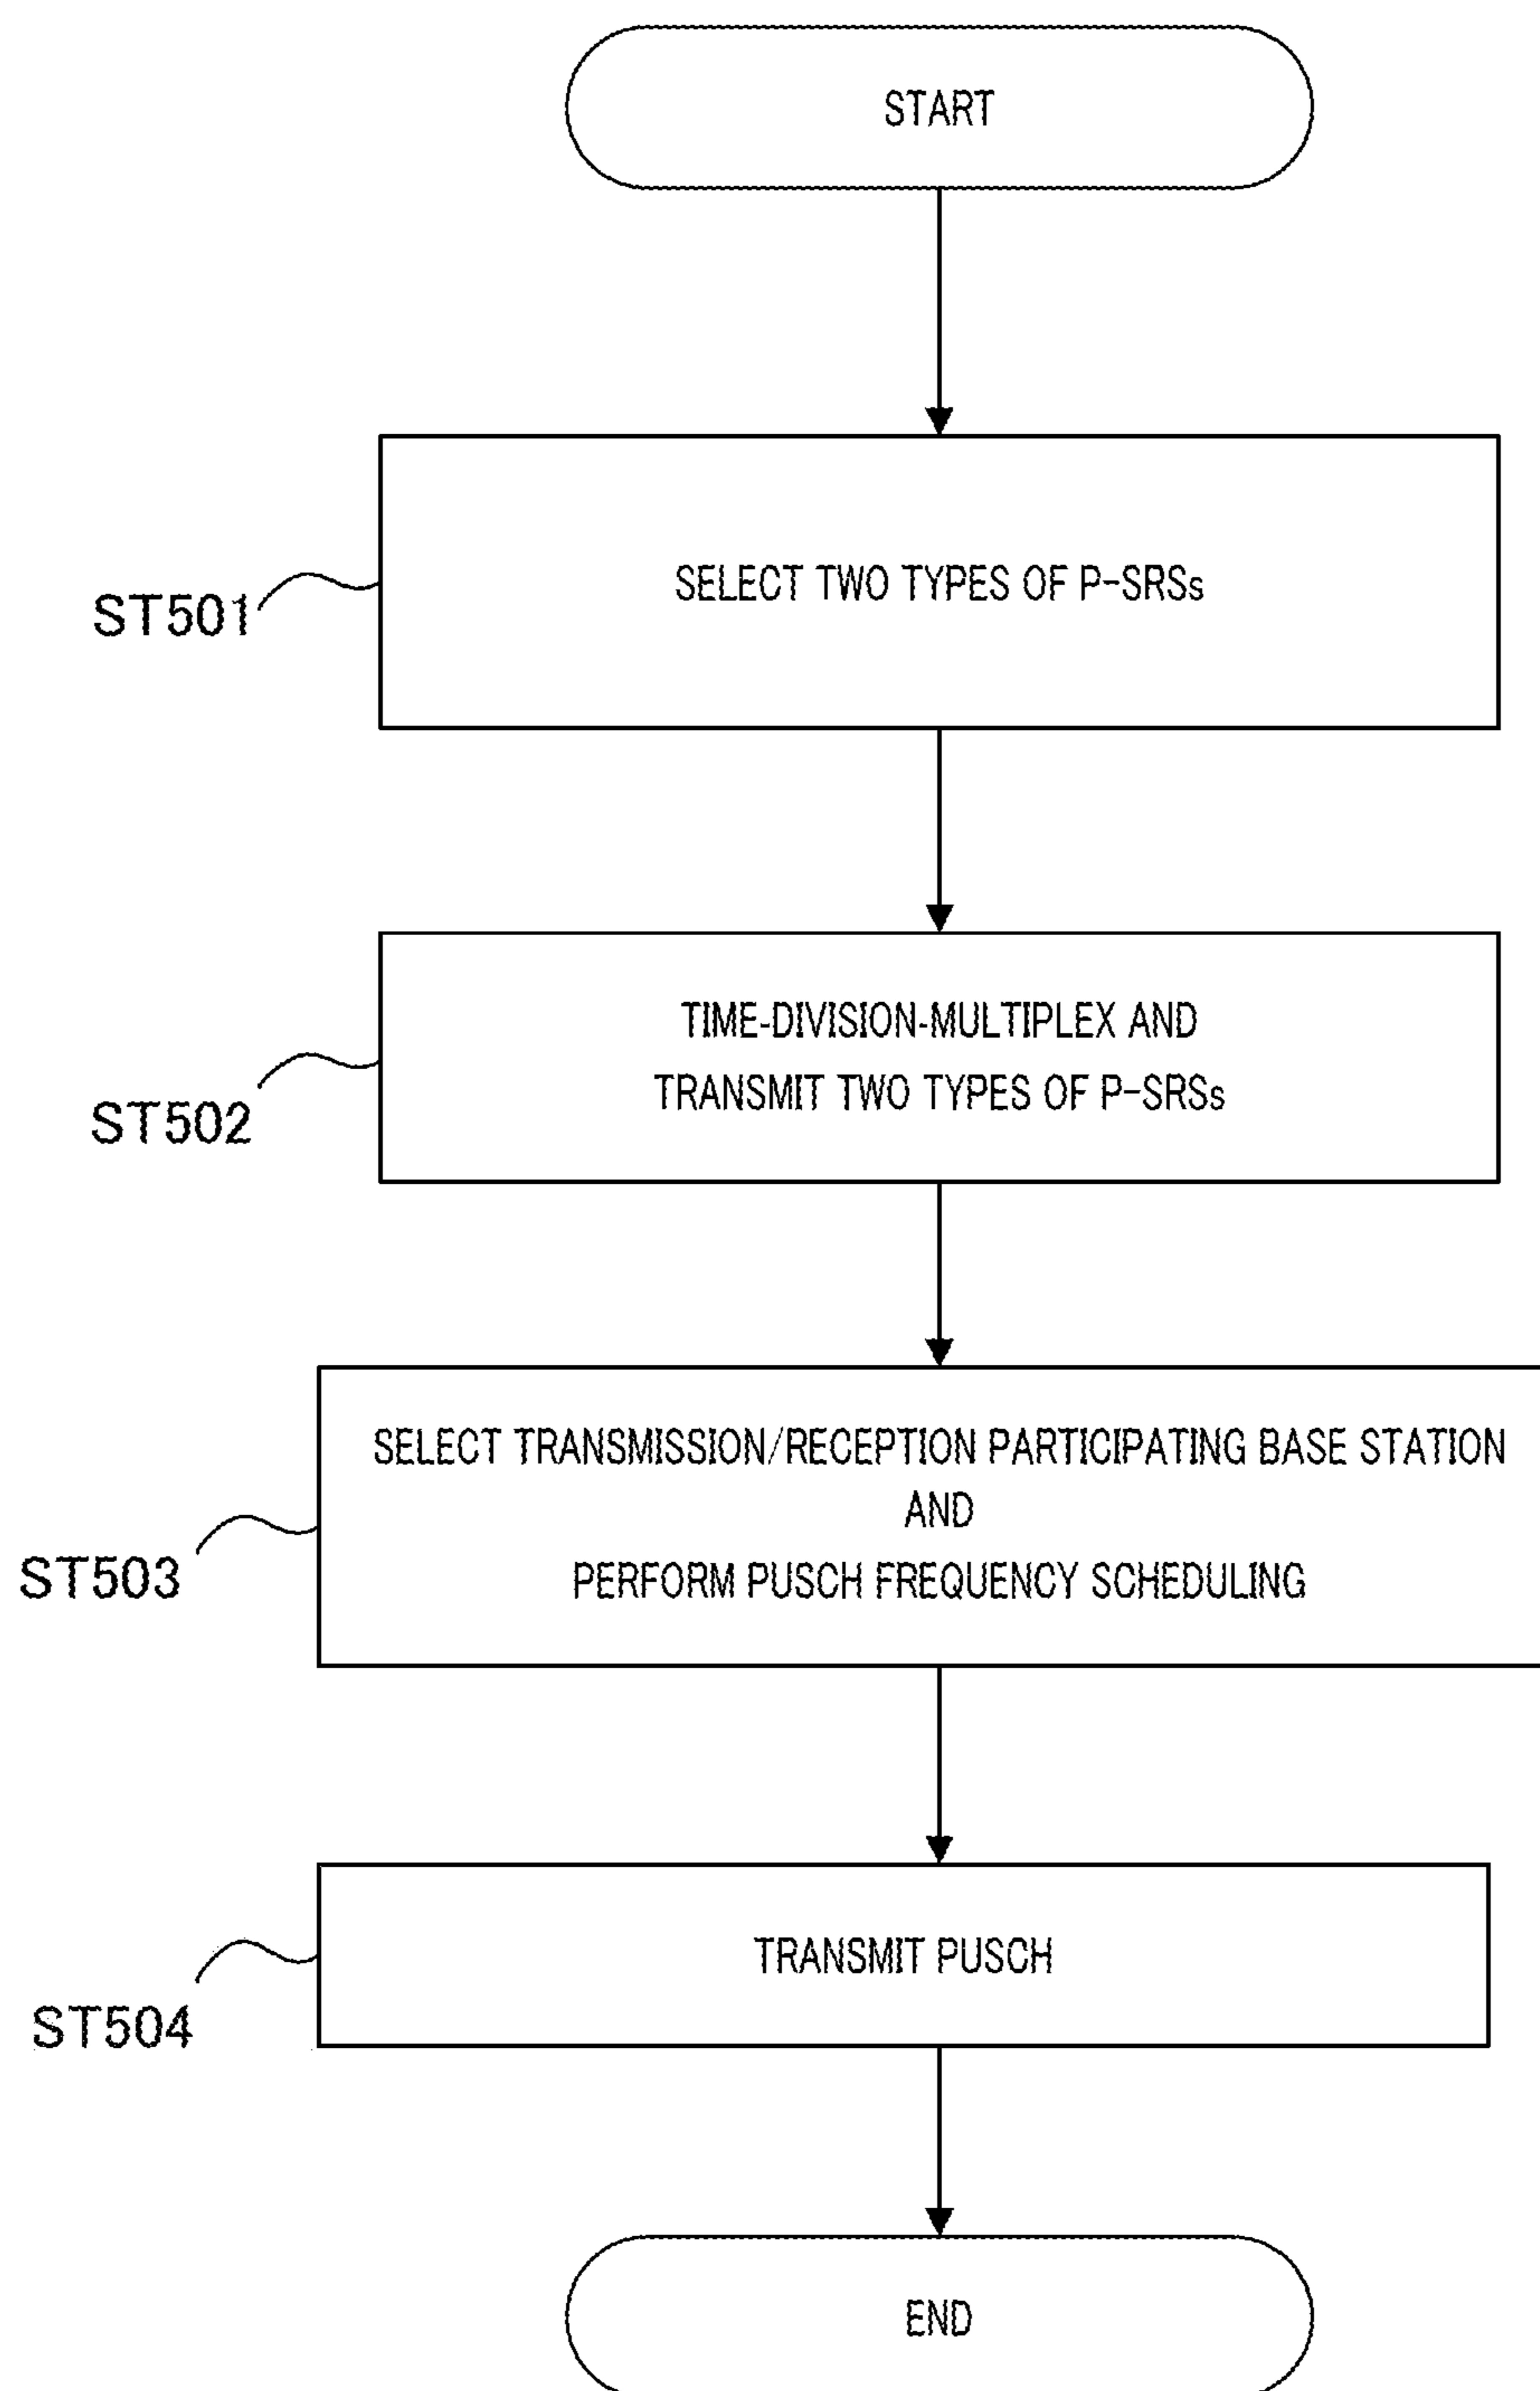 START
SELECT TWO TYPES OF P-SRSs
ST501
TIME-DIVISION-MULTIPLEX AND
TRANSMIT TWO TYPES OF P-SRSs
ST502
SELECT TRANSMISSION/RECEPTION PARTICIPATING BASE STATION
AND
PERFORM PUSCH FREQUENCY SCHEDULING
ST503
TRANSMIT PUSCH
ST504
END